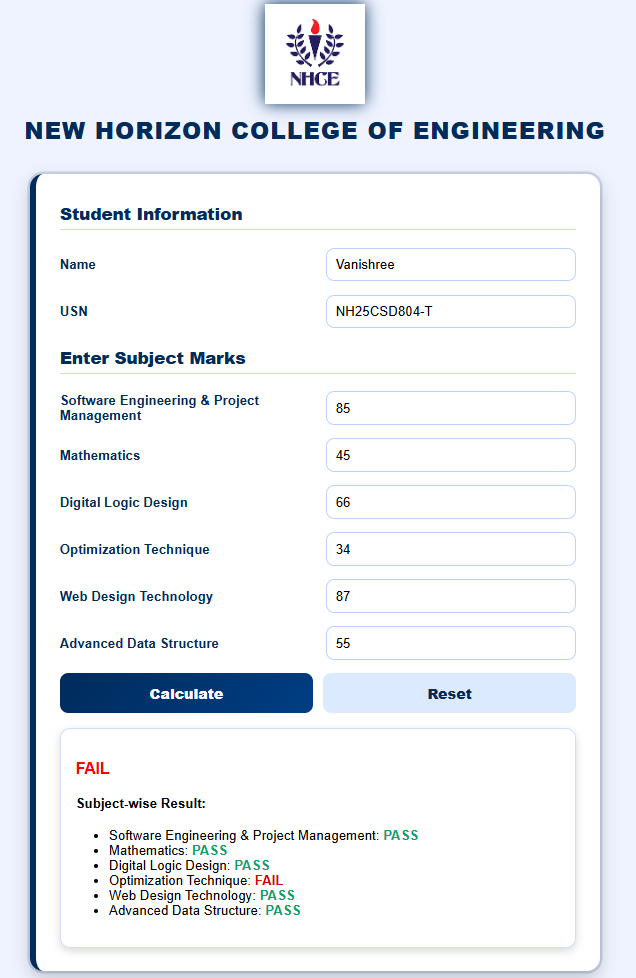 NHCE
NEW HORIZON COLLEGE OF ENGINEERING
Student Information
Name
Vanishree
USN
NH25CSD804-T
Enter Subject Marks
Software Engineering & Project
Management
85
Mathematics
45
Digital Logic Design
66
Optimization Technique
34
Web Design Technology
87
Advanced Data Structure
55
Calculate
Reset
FAIL
Subject-wise Result:
• Software Engineering & Project Management: PASS
• Mathematics: PASS
• Digital Logic Design: PASS
• Optimization Technique: FAIL
• Web Design Technology: PASS
• Advanced Data Structure: PASS